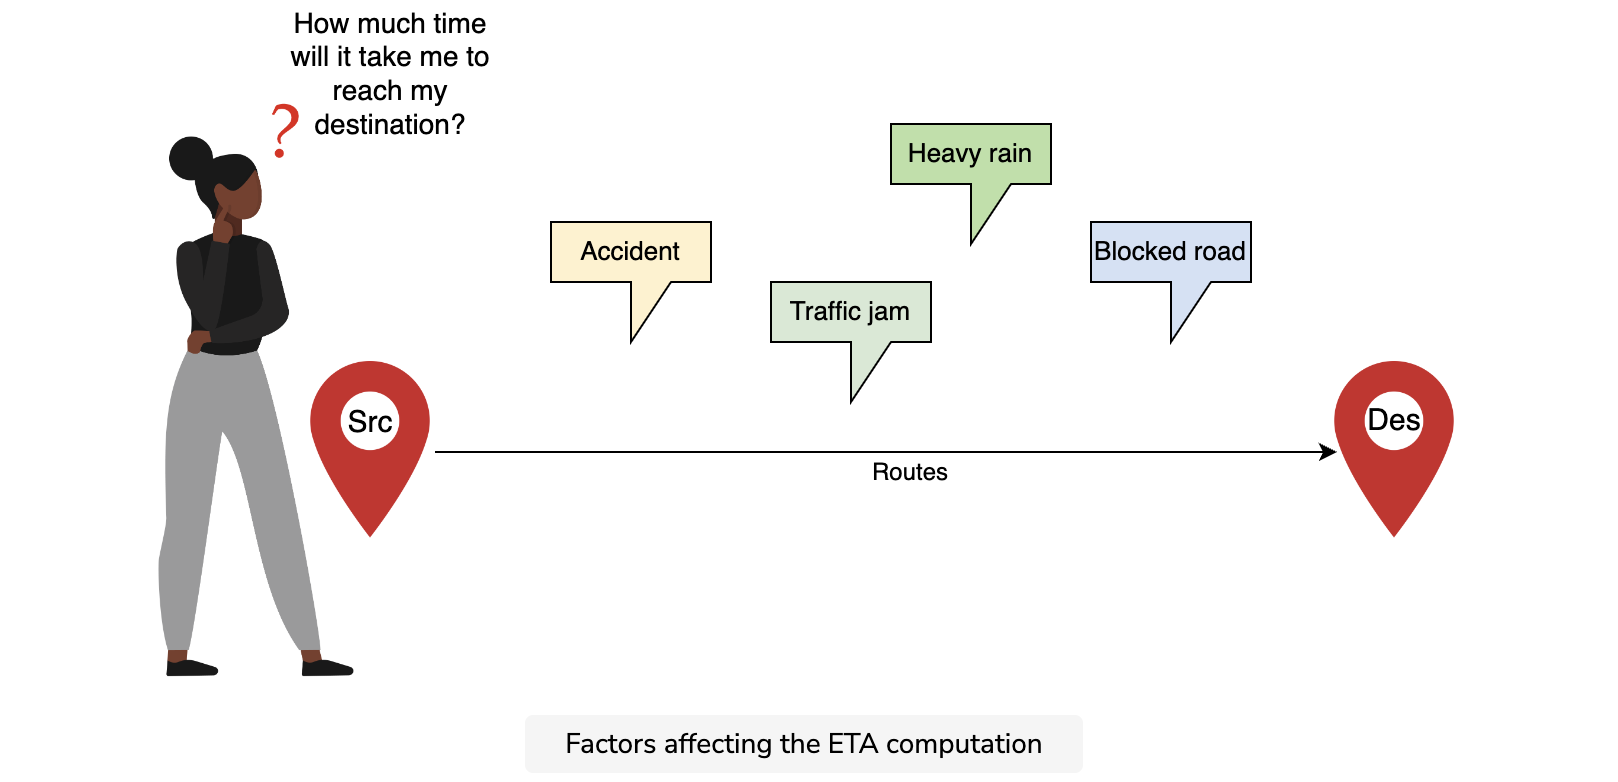 How much time
will it take me to
reach my
destination?
?
Heavy rain
Accident
Blocked road
Traffic jam
Src
Des
Routes
Factors affecting the ETA computation